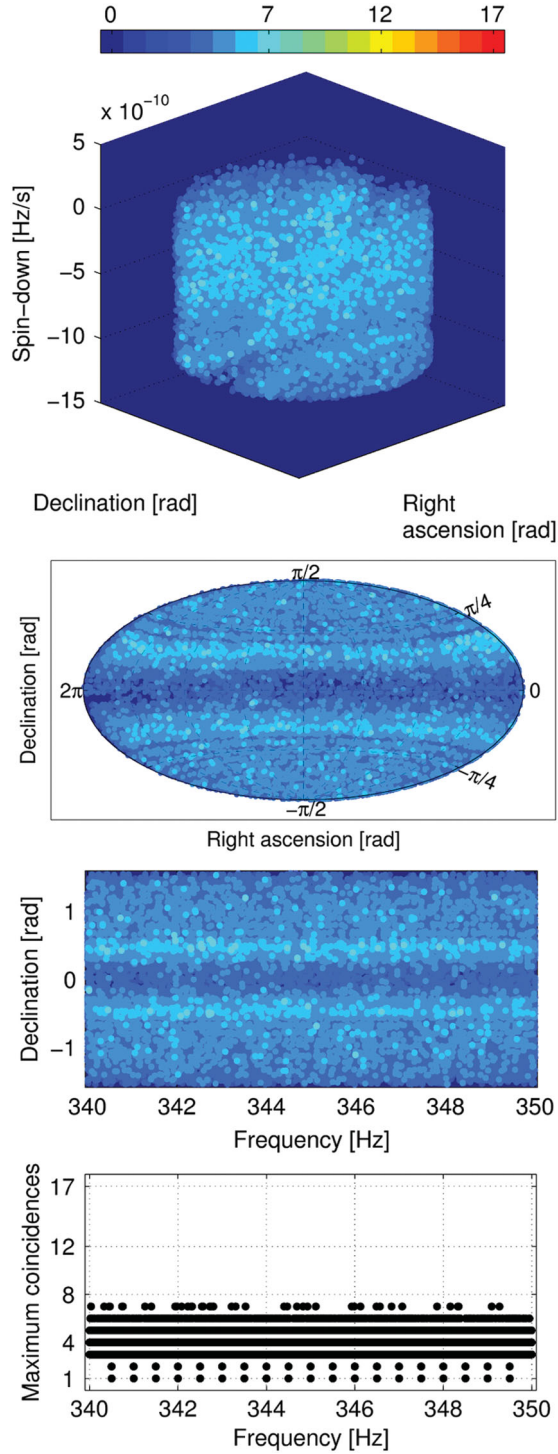 0 7 12 17
x 10⁻¹⁰
5
0
−5
−10
−15
Spin−down [Hz/s]
Declination [rad]
Right
ascension [rad]
π/2
π/4
2π
0
−π/4
−π/2
Declination [rad]
Right ascension [rad]
1
0
−1
Declination [rad]
340 342 344 346 348 350
Frequency [Hz]
17
12
8
4
1
Maximum coincidences
340 342 344 346 348 350
Frequency [Hz]